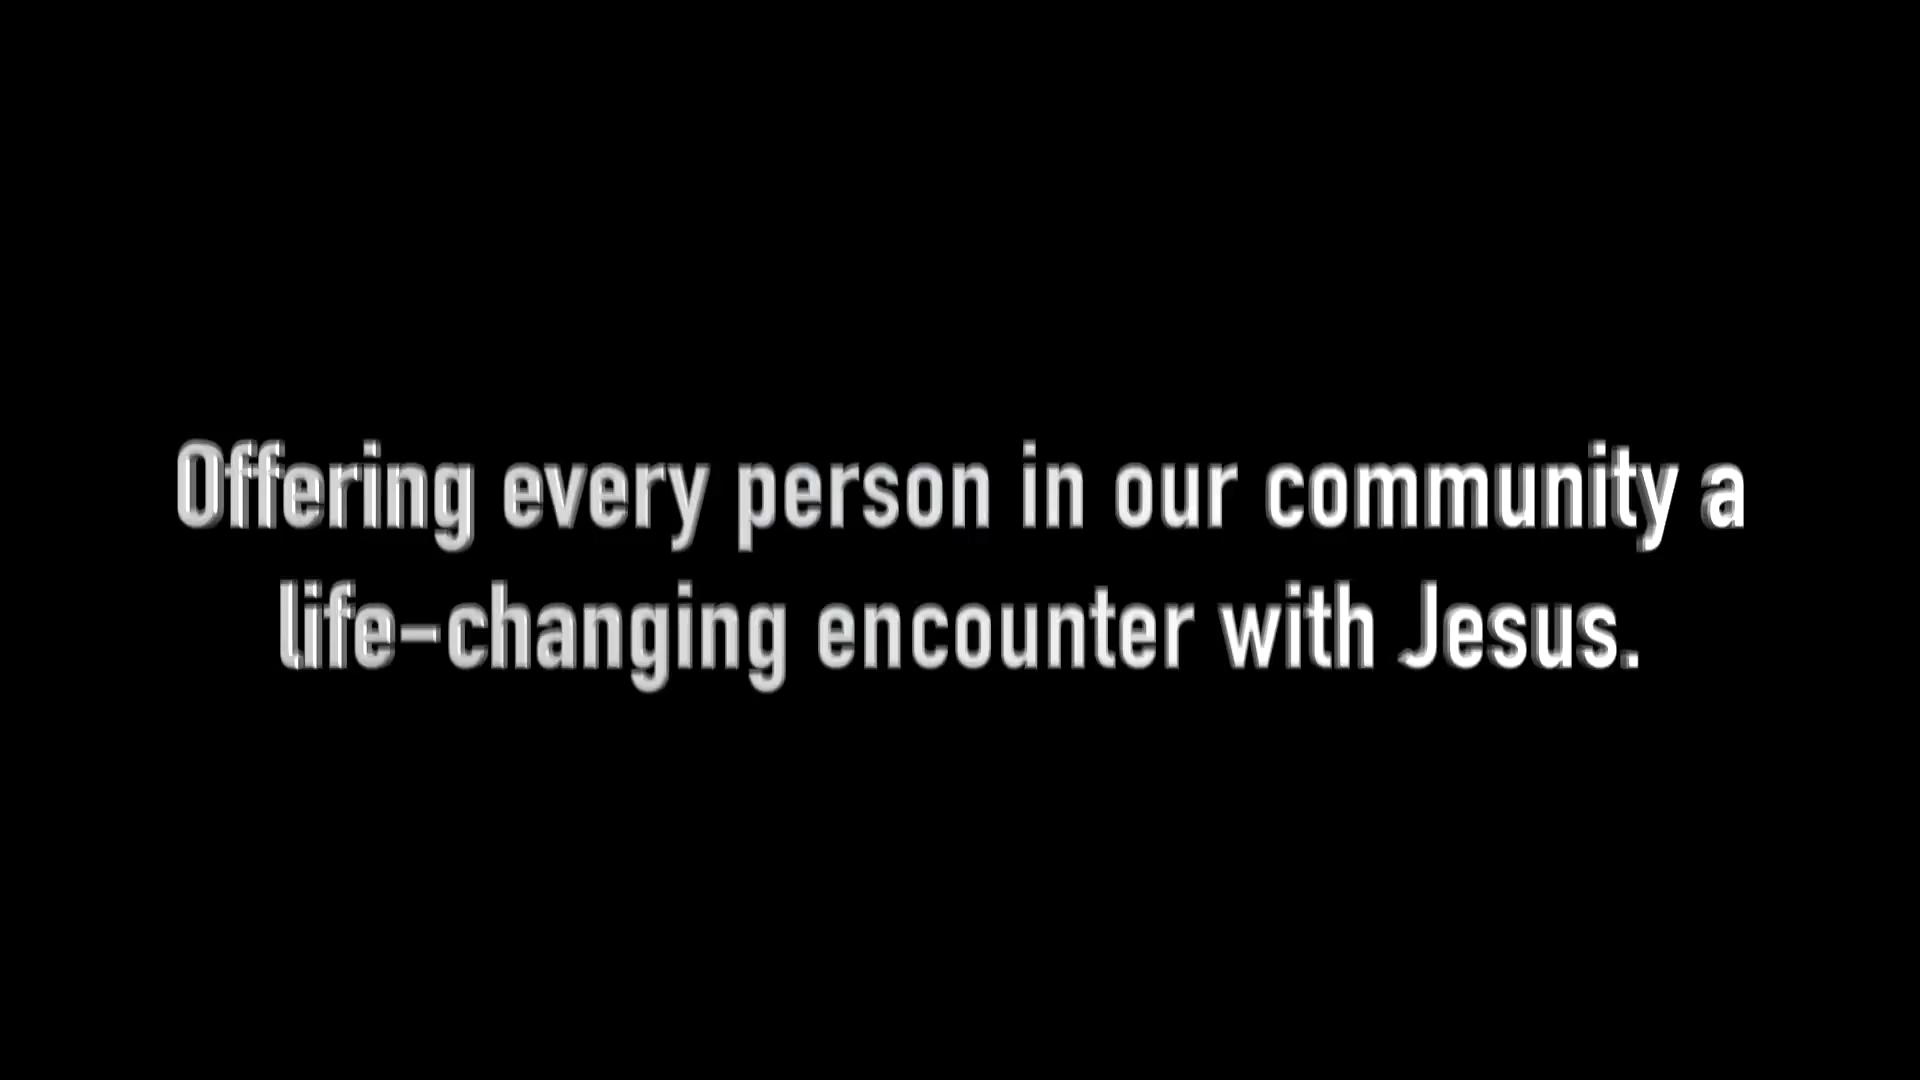 Offering every person in our community a
life-changing encounter with Jesus.